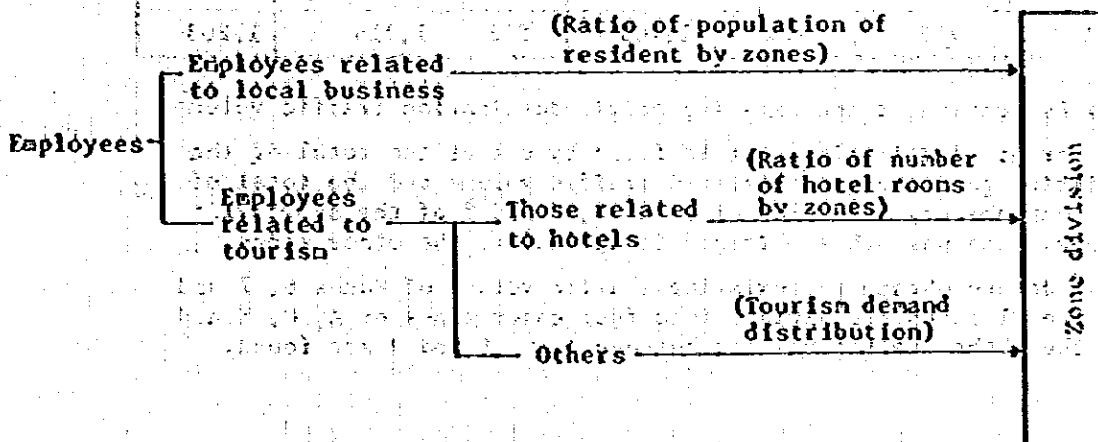 (Ratio of population of
resident by zones)
Employees related
to local business
Employees
(Ratio of number
of hotel rooms
by zones)
Employees
related to
tourism
Those related
to hotels
(Tourism demand
distribution)
Others
Zone division